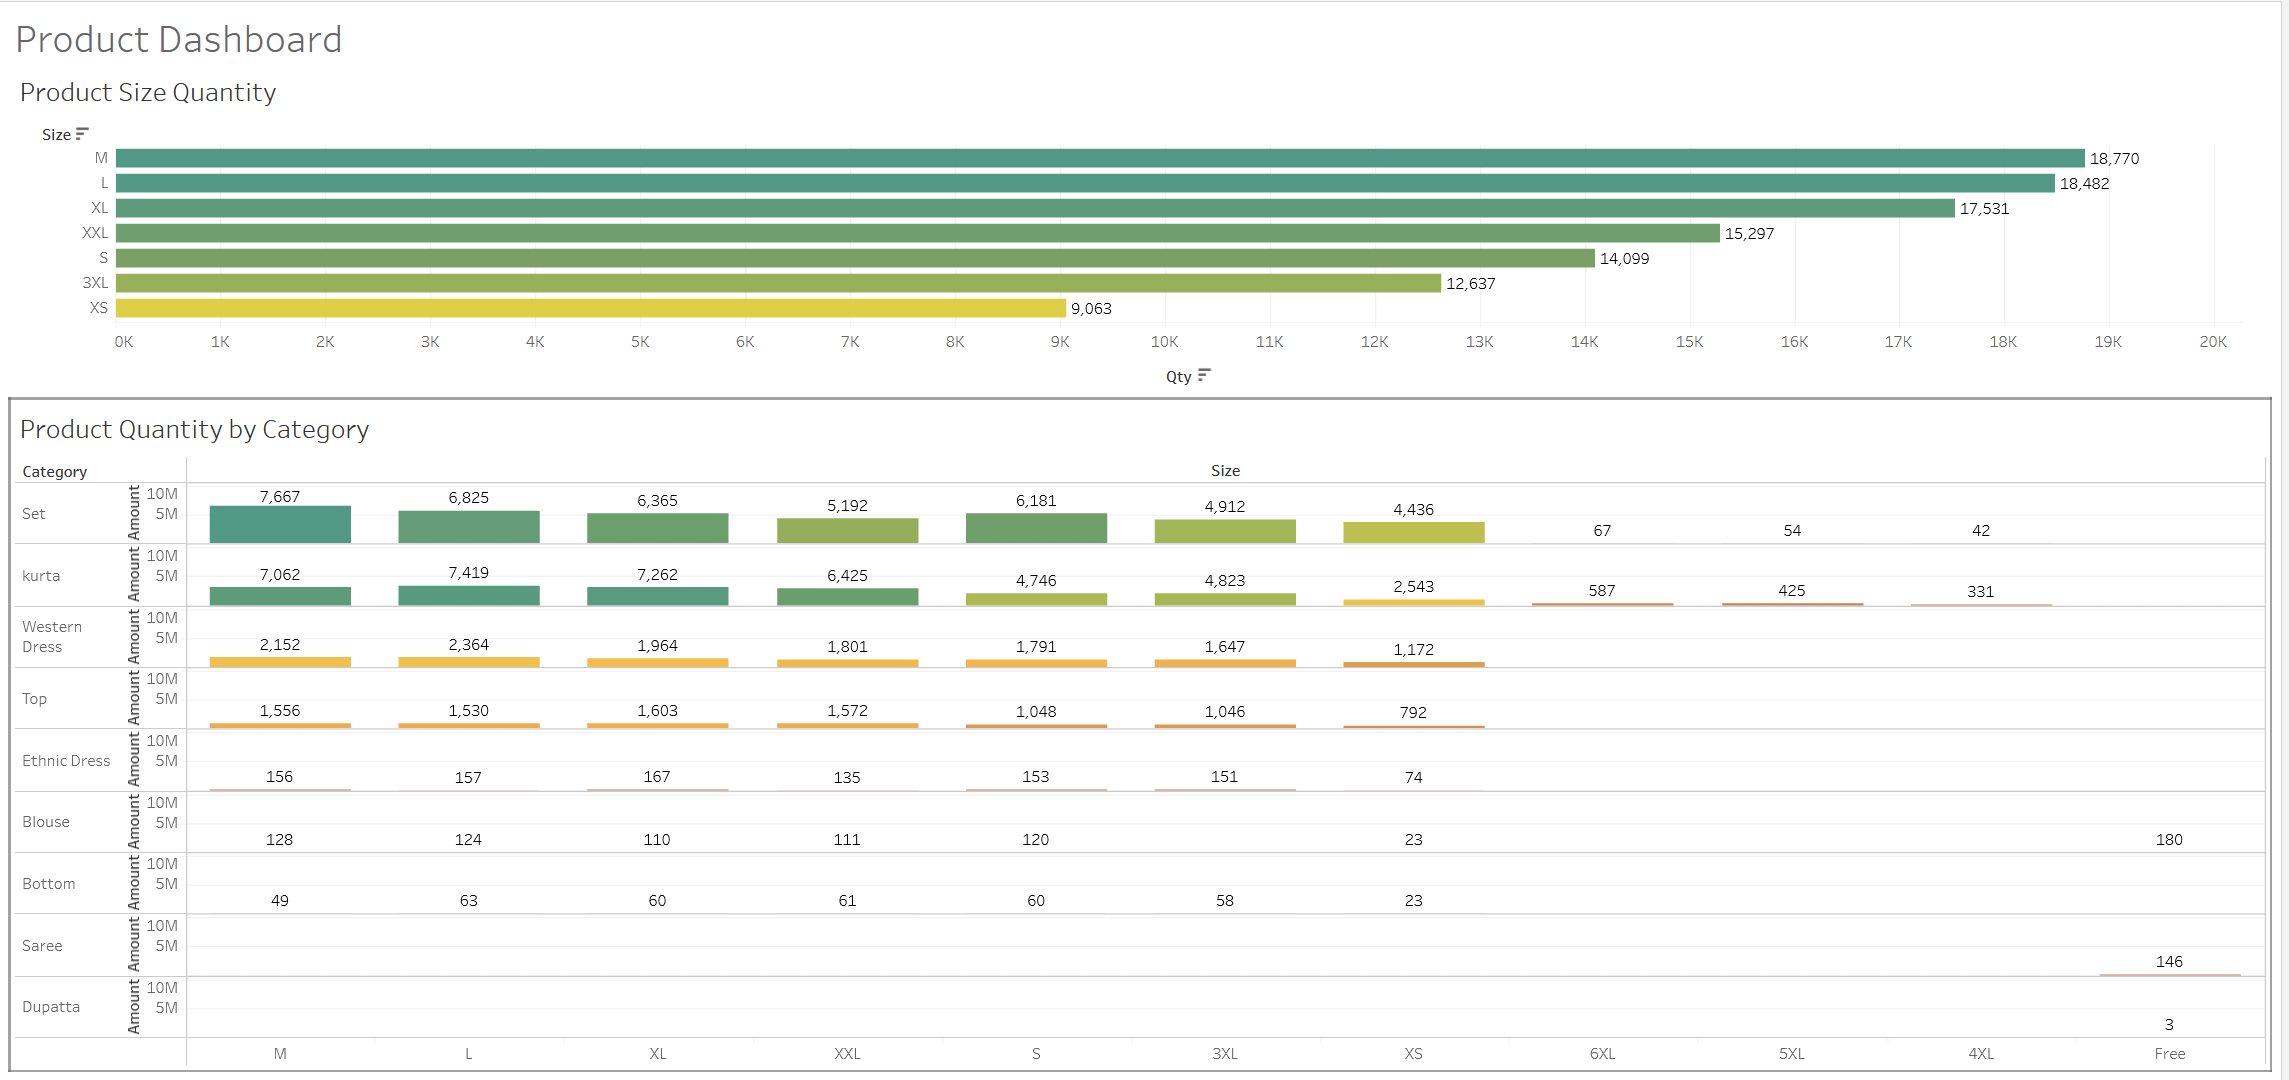 Product Dashboard
Product Size Quantity
Size
M 18,770
L 18,482
XL 17,531
XXL 15,297
S 14,099
3XL 12,637
XS 9,063
0K 1K 2K 3K 4K 5K 6K 7K 8K 9K 10K 11K 12K 13K 14K 15K 16K 17K 18K 19K 20K
Qty
Product Quantity by Category
Category Size
Set Amount 10M 5M 7,667 6,825 6,365 5,192 6,181 4,912 4,436 67 54 42
kurta Amount 10M 5M 7,062 7,419 7,262 6,425 4,746 4,823 2,543 587 425 331
Western
Dress Amount 10M 5M 2,152 2,364 1,964 1,801 1,791 1,647 1,172
Top Amount 10M 5M 1,556 1,530 1,603 1,572 1,048 1,046 792
Ethnic Dress Amount 10M 5M 156 157 167 135 153 151 74
Blouse Amount 10M 5M 128 124 110 111 120 23 180
Bottom Amount 10M 5M 49 63 60 61 60 58 23
Saree Amount 10M 5M 146
Dupatta Amount 10M 5M 3
M L XL XXL S 3XL XS 6XL 5XL 4XL Free